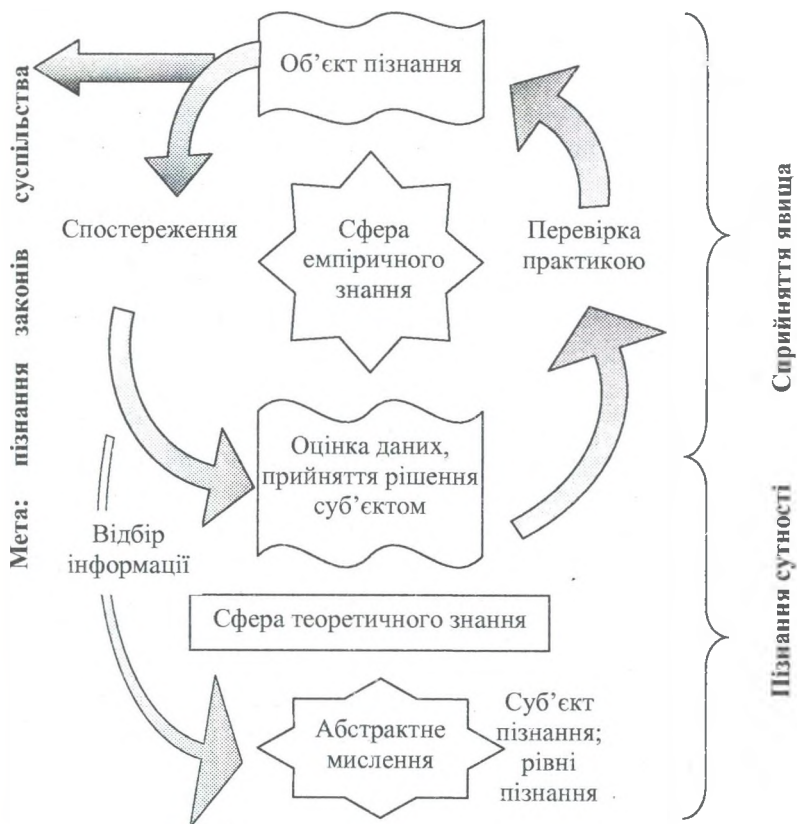 Об’єкт пізнання
Мета: пізнання законів суспільства
Спостереження
Сфера
емпіричного
знання
Перевірка
практикою
Сприйняття явища
Оцінка даних,
прийняття рішення
суб’єктом
Відбір
інформації
Пізнання сутності
Сфера теоретичного знання
Абстрактне
мислення
Суб’єкт
пізнання;
рівні
пізнання